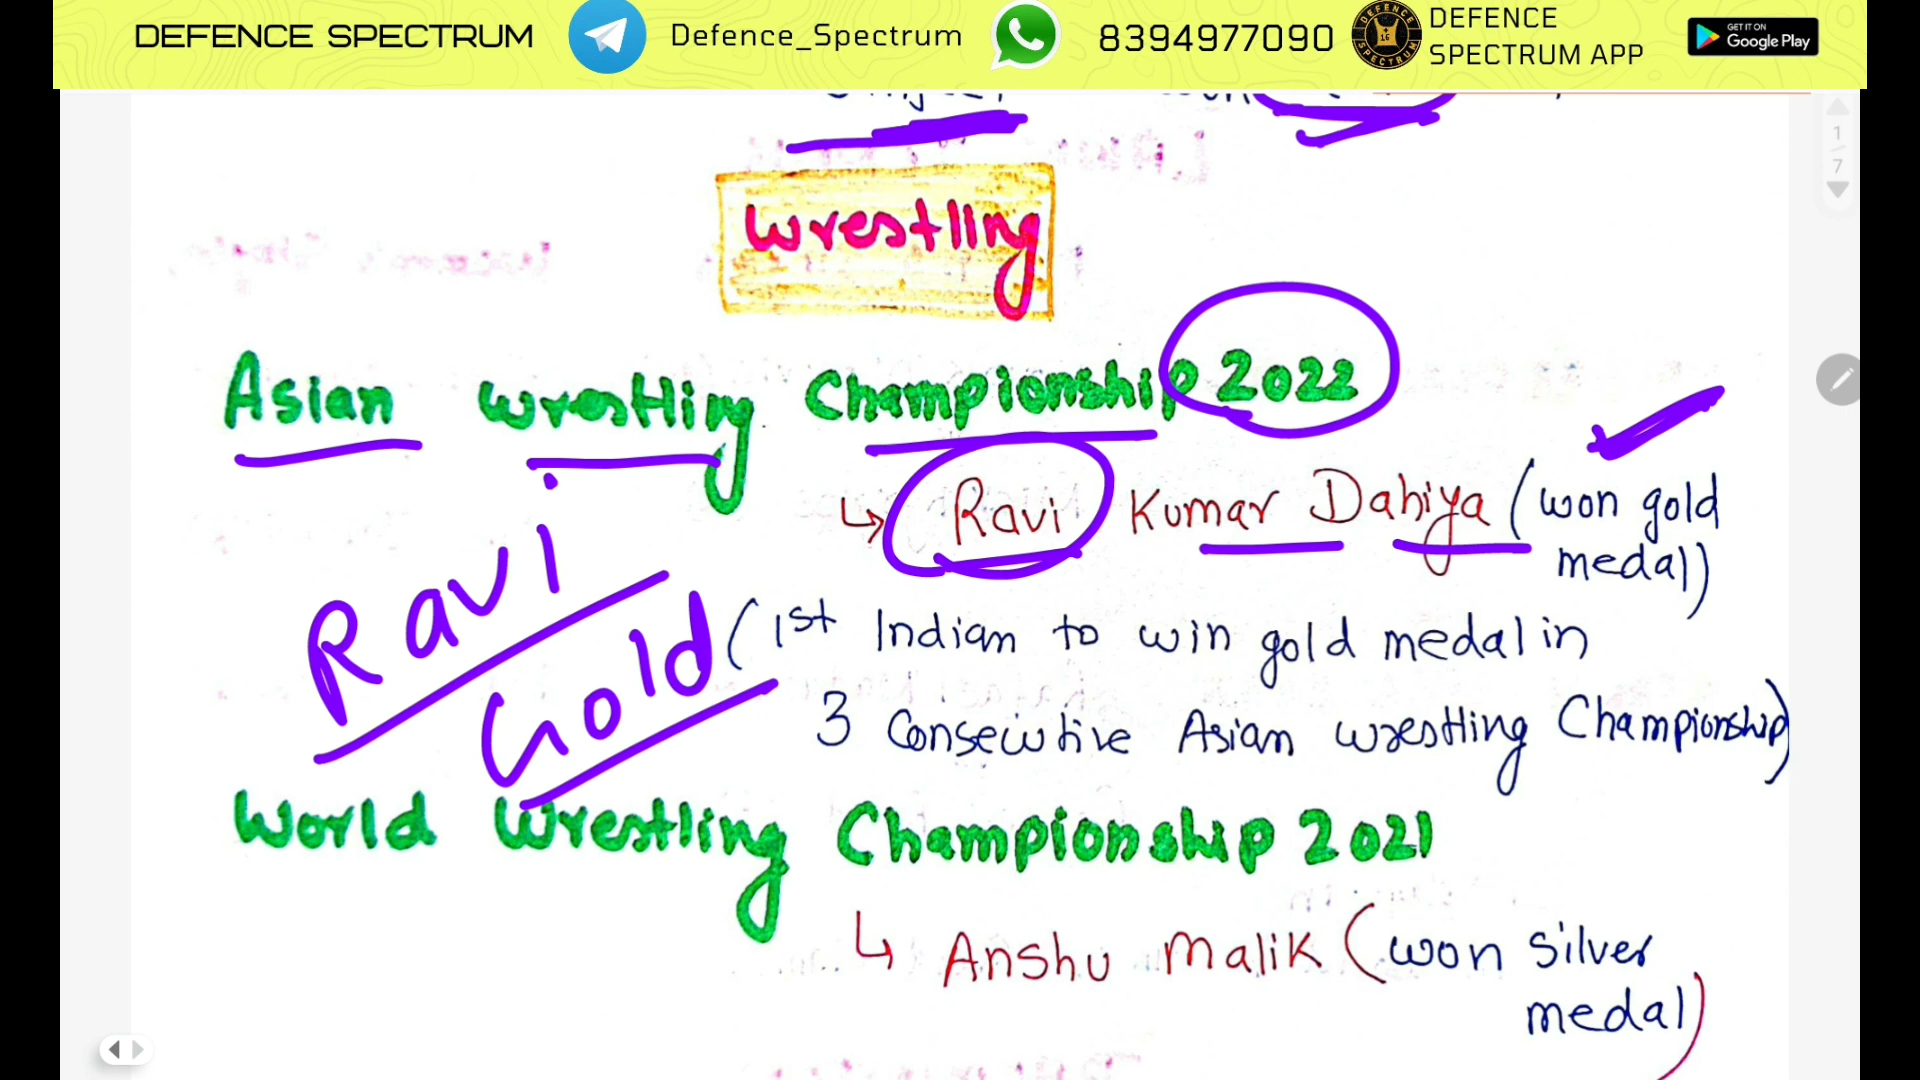 DEFENCE SPECTRUM
Defence_Spectrum
8394977090
DEFENCE
SPECTRUM APP
GET IT ON
Google Play
1
7
Wrestling
Asian Wrestling Championship 2022
↳ Ravi Kumar Dahiya (won gold
medal)
Ravi
Gold
(1st Indian to win gold medal in
3 Consecutive Asian wrestling Championship)
World Wrestling Championship 2021
↳ Anshu Malik (won silver
medal)